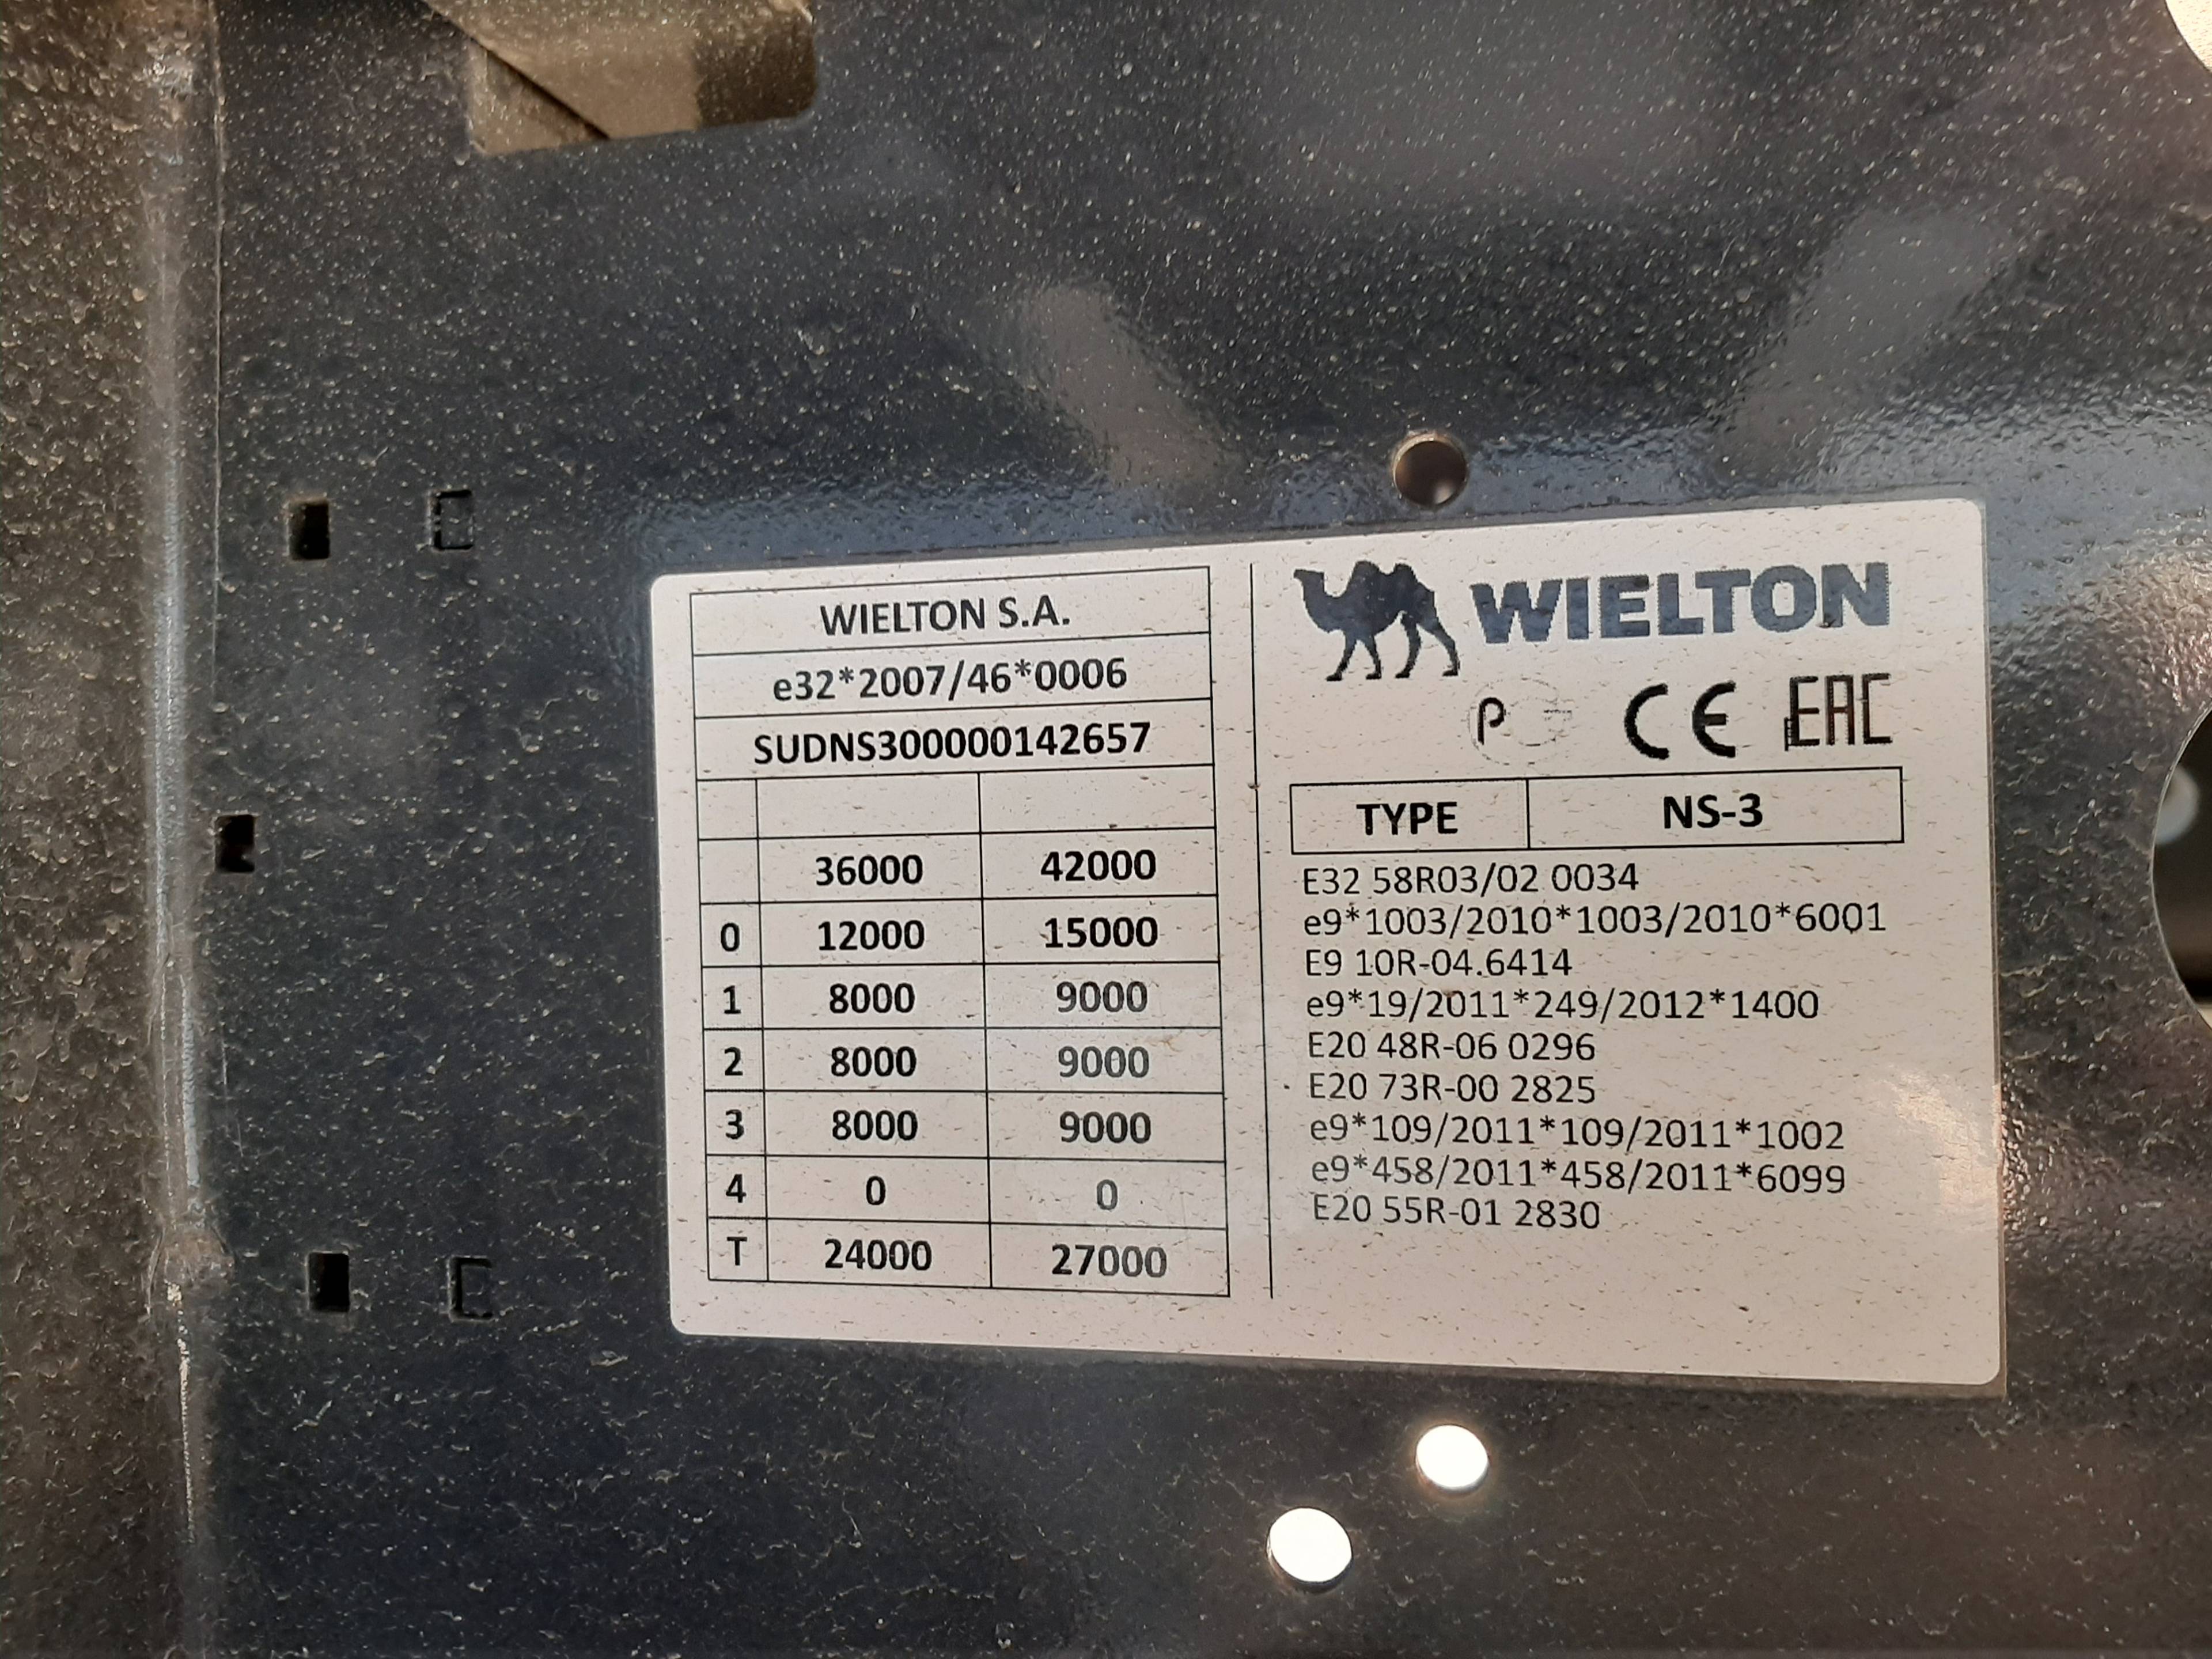 WIELTON S.A.
e32*2007/46*0006
SUDNS300000142657
36000 42000
0 12000 15000
1 8000 9000
2 8000 9000
3 8000 9000
4 0 0
T 24000 27000
WIELTON
CE EAC
TYPE NS-3
E32 58R03/02 0034
e9*1003/2010*1003/2010*6001
E9 10R-04.6414
e9*19/2011*249/2012*1400
E20 48R-06 0296
E20 73R-00 2825
e9*109/2011*109/2011*1002
e9*458/2011*458/2011*6099
E20 55R-01 2830